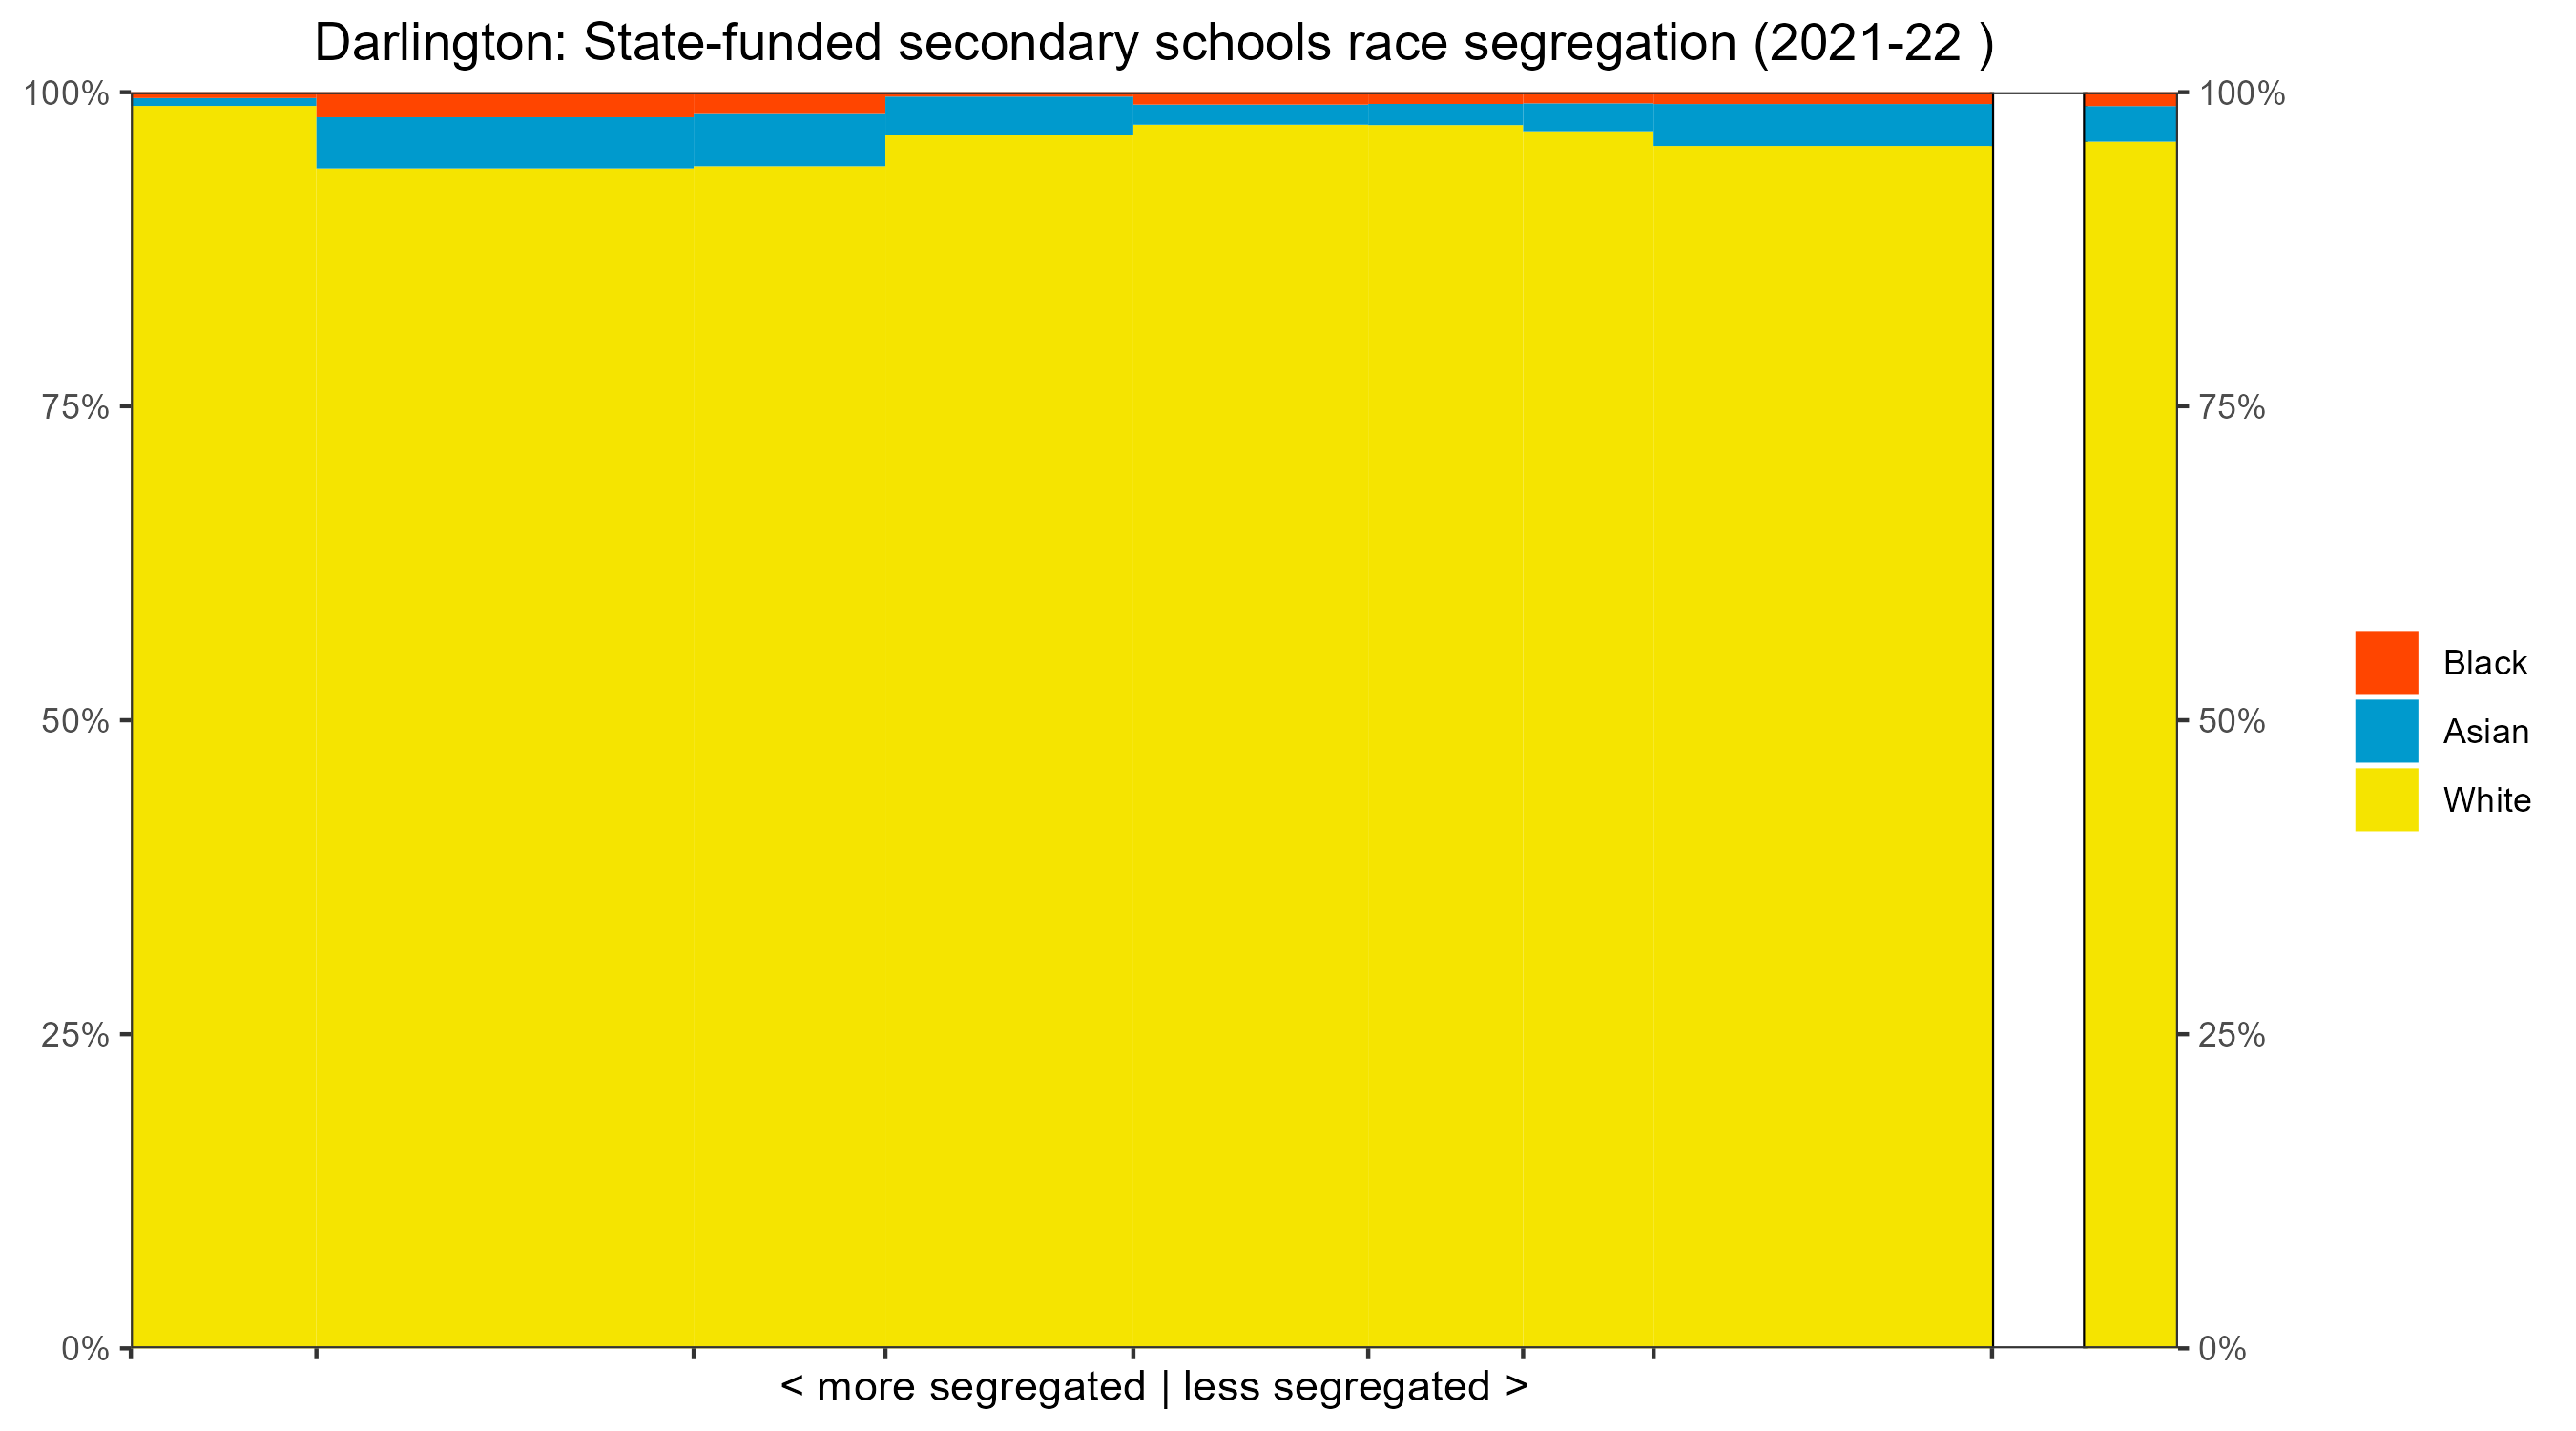 Darlington: State-funded secondary schools race segregation (2021-22 )
100%
100%
75%
75%
50%
50%
25%
25%
0%
0%
Black
Asian
White
< more segregated | less segregated >